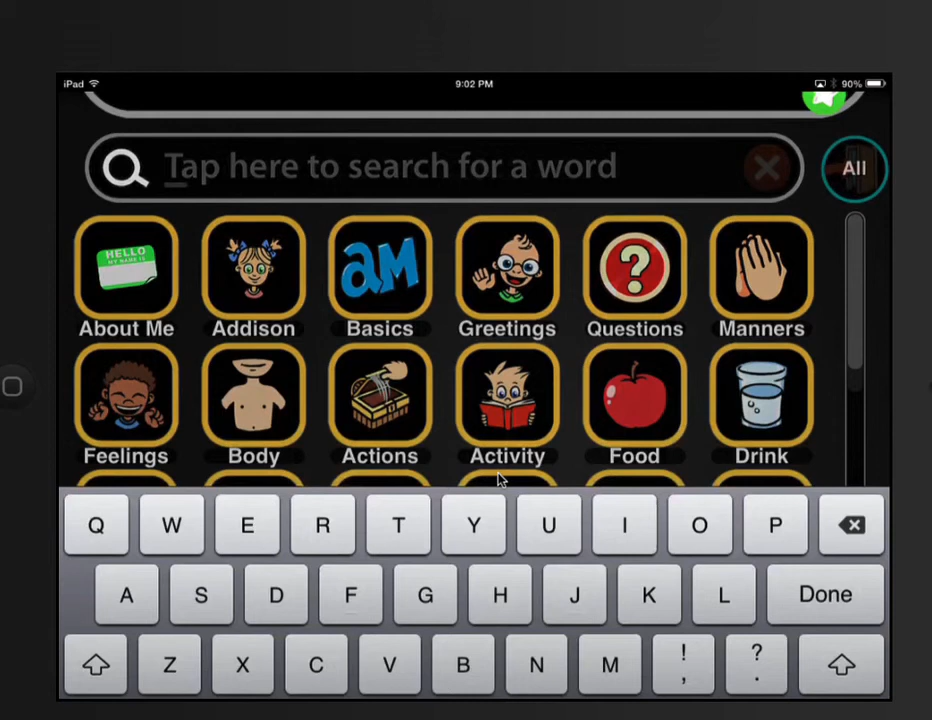 iPad 9:02 PM 90%
Tap here to search for a word All
HELLO
MY NAME IS
am
?
About Me Addison Basics Greetings Questions Manners
Feelings Body Actions Activity Food Drink
Q W E R T Y U I O P
A S D F G H J K L Done
Z X C V B N M ! , ? .